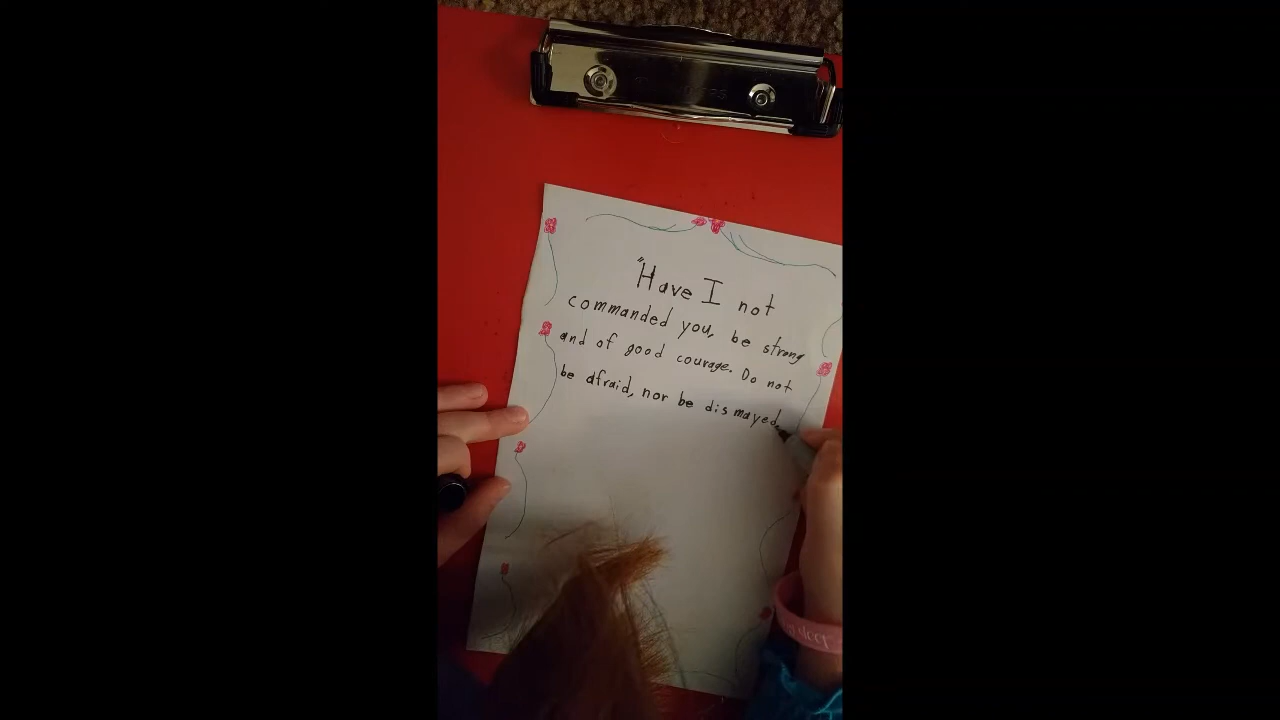 "Have I not
commanded you, be strong
and of good courage. Do not
be afraid, nor be dismayed,